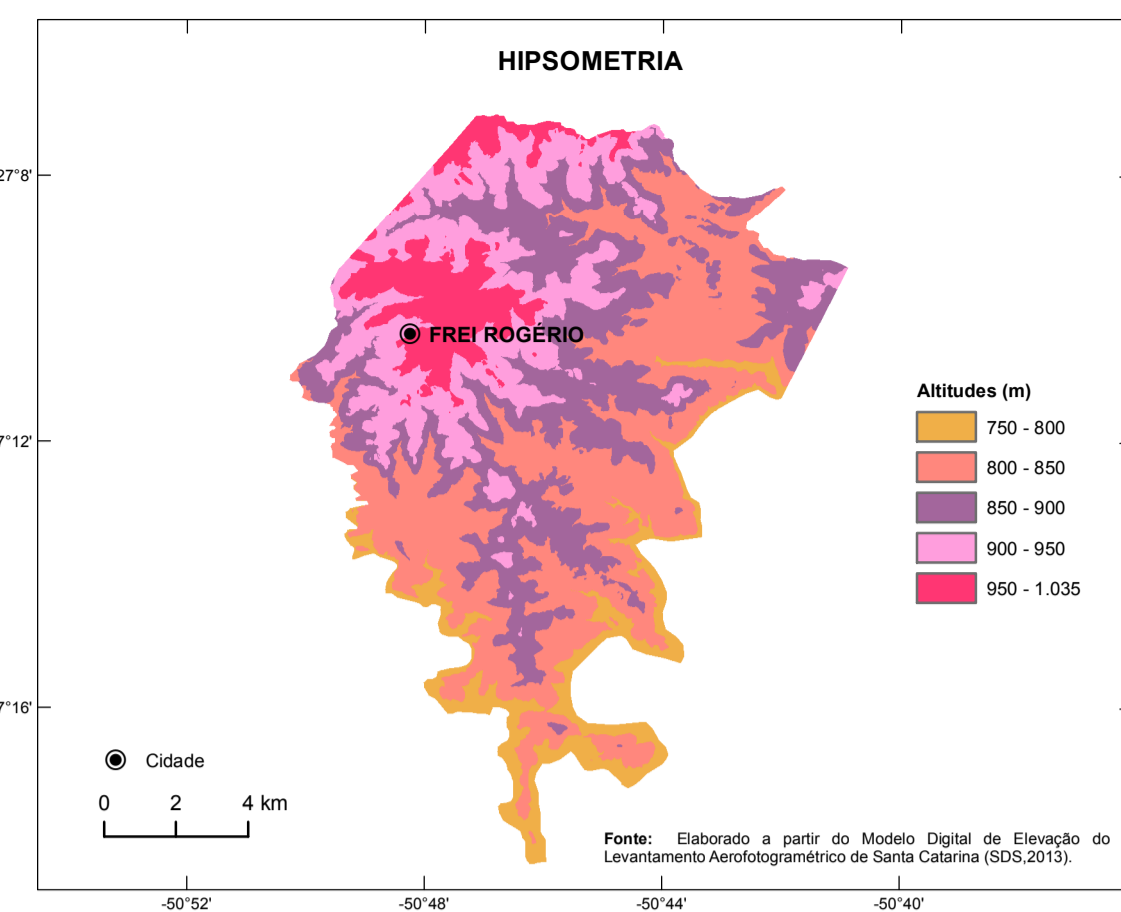 HIPSOMETRIA
27°8'
FREI ROGÉRIO
Altitudes (m)
750 - 800
7°12'
800 - 850
850 - 900
900 - 950
950 - 1.035
7°16'
Cidade
0 2 4 km
Fonte: Elaborado a partir do Modelo Digital de Elevação do
Levantamento Aerofotogramétrico de Santa Catarina (SDS,2013).
-50°52' -50°48' -50°44' -50°40'